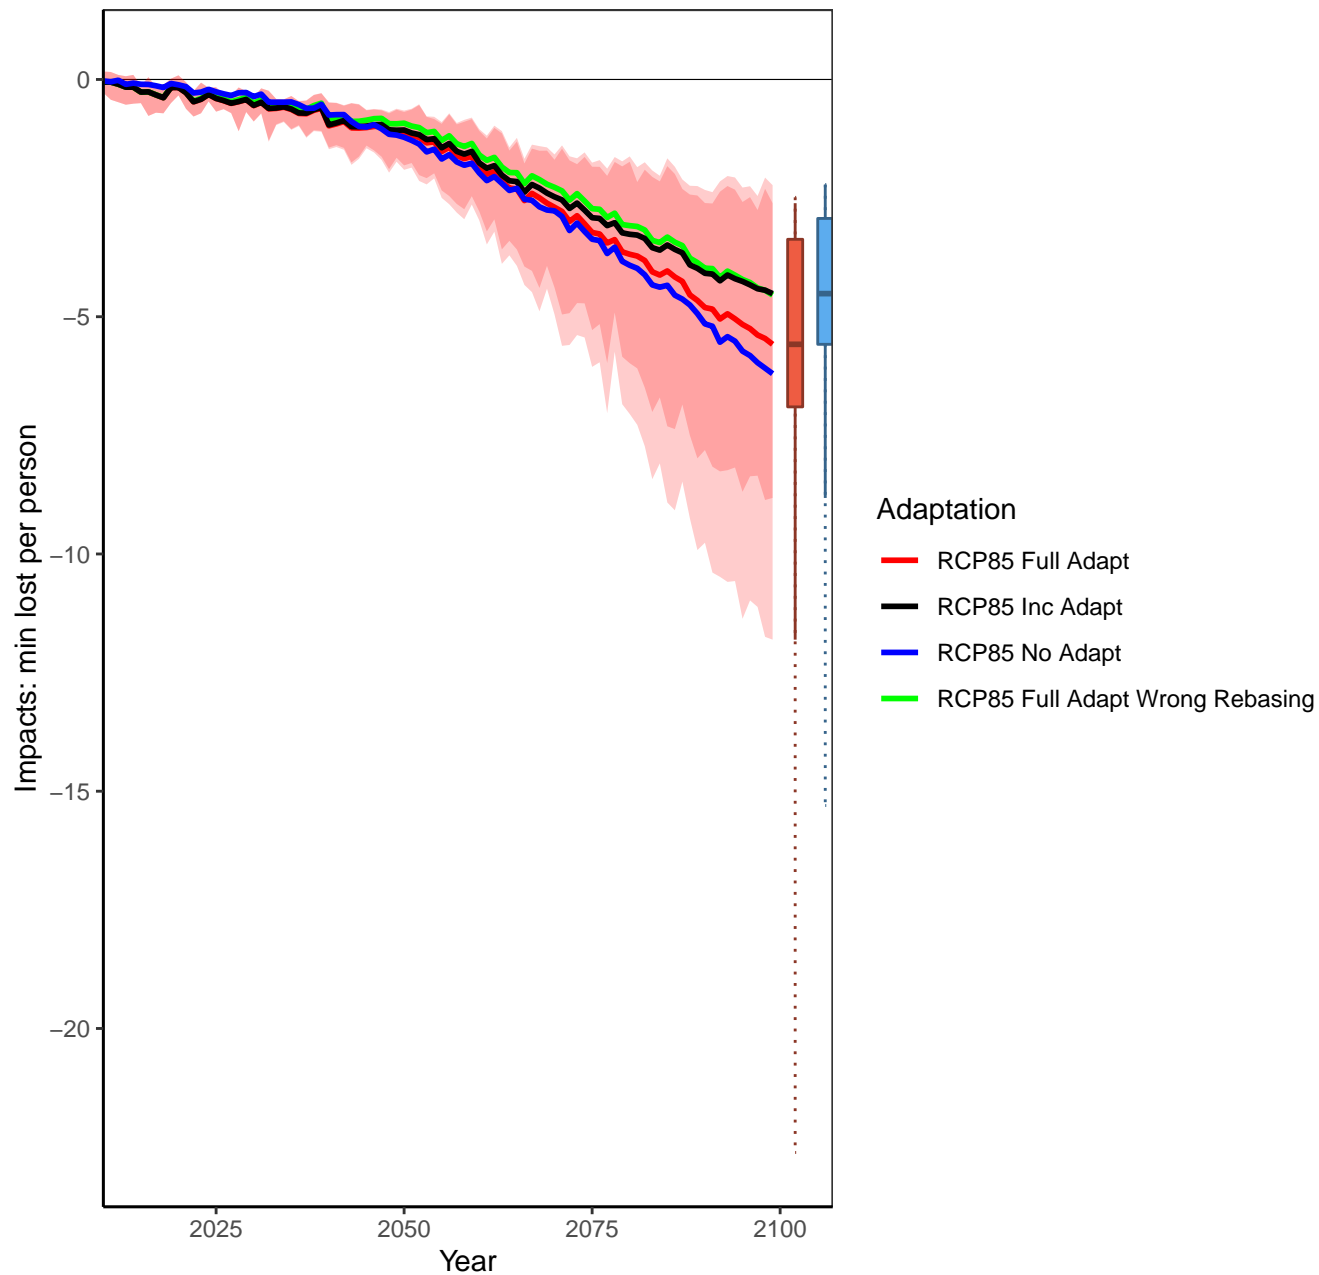 0
−5
−10
−15
−20
Impacts: min lost per person
2025
2050
2075
2100
Year
Adaptation
RCP85 Full Adapt
RCP85 Inc Adapt
RCP85 No Adapt
RCP85 Full Adapt Wrong Rebasing